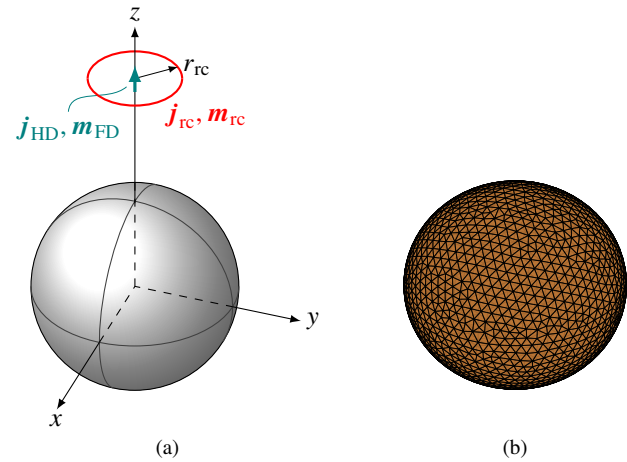 z
r_rc
j_HD, m_FD
j_rc, m_rc
y
x
(a)
(b)